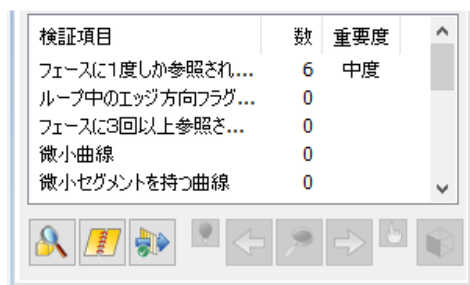 検証項目 数 重要度
フェースに1度しか参照され... 6 中度
ループ中のエッジ方向フラグ... 0
フェースに3回以上参照さ... 0
微小曲線 0
微小セグメントを持つ曲線 0